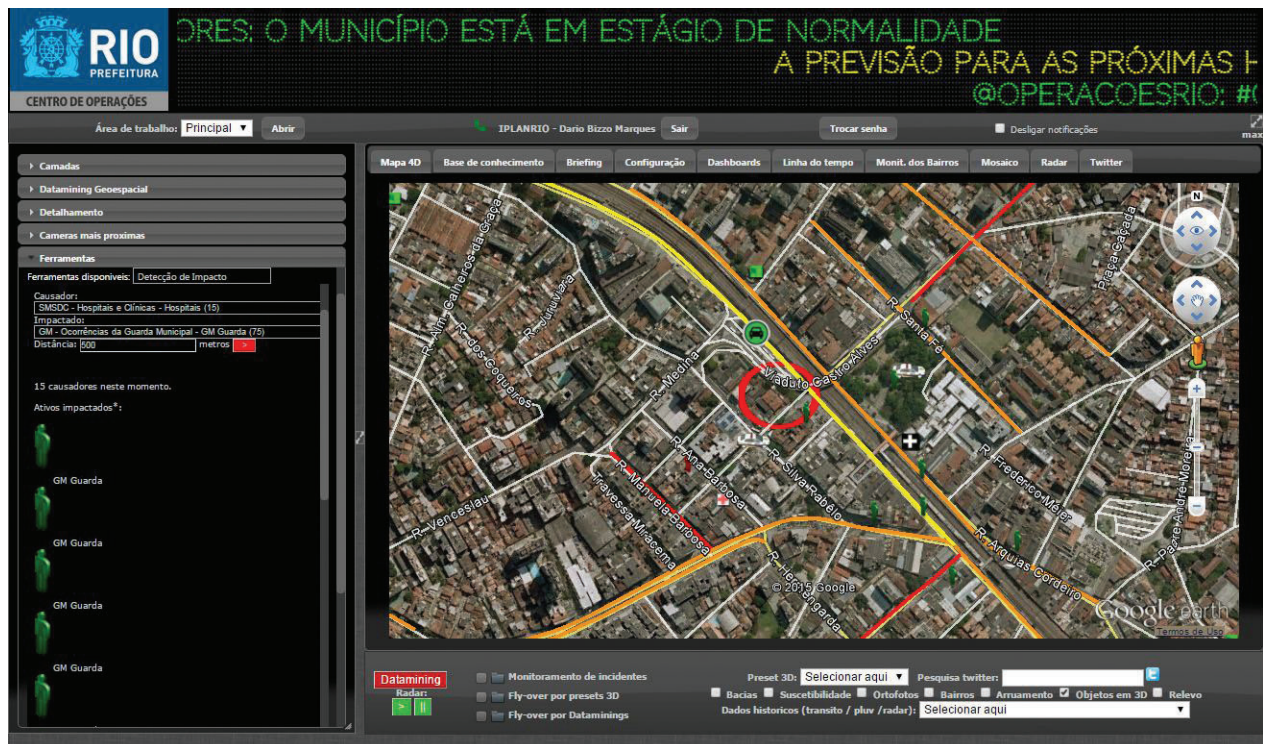 RIO
PREFEITURA
CENTRO DE OPERAÇÕES
ORES: O MUNICÍPIO ESTÁ EM ESTÁGIO DE NORMALIDADE
A PREVISÃO PARA AS PRÓXIMAS H
@OPERACOESRIO: #
Área de trabalho: Principal Abrir
IPLANRIO - Dario Bizzo Marques Sair
Trocar senha
Desligar notificações
max
Camadas
Datamining Geoespacial
Detalhamento
Cameras mais proximas
Ferramentas
Ferramentas disponiveis: Detecção de Impacto
Causador:
SMSDC - Hospitais e Clínicas - Hospitais (15)
Impactado:
GM - Ocorrências da Guarda Municipal - GM Guarda (75)
Distância: 500 metros >
15 causadores neste momento.
Ativos impactados*:
GM Guarda
GM Guarda
GM Guarda
GM Guarda
Mapa 4D Base de conhecimento Briefing Configuração Dashboards Linha do tempo Monit. dos Bairros Mosaico Radar Twitter
N
R. Alm. Calheiros da Graça
R. Juruviara
R. dos Coqueiros
R. Medina
Viaduto Castro Alves
R. Santa Fé
Praça Caçada
R. Ana Barbosa
R. Silva Rabêlo
R. Manuela Barbosa
Travessa Miracema
R. Venceslau
R. Frederico Méier
R. Padre André Moreira
R. Arquias Cordeiro
R. Hermengarda
© 2015 Google
Google earth
Termos de Uso
Datamining
Radar:
> ||
Monitoramento de incidentes
Fly-over por presets 3D
Fly-over por Dataminings
Preset 3D: Selecionar aqui Pesquisa twitter:
Bacias Suscetibilidade Ortofotos Bairros Arruamento Objetos em 3D Relevo
Dados historicos (transito / pluv /radar): Selecionar aqui